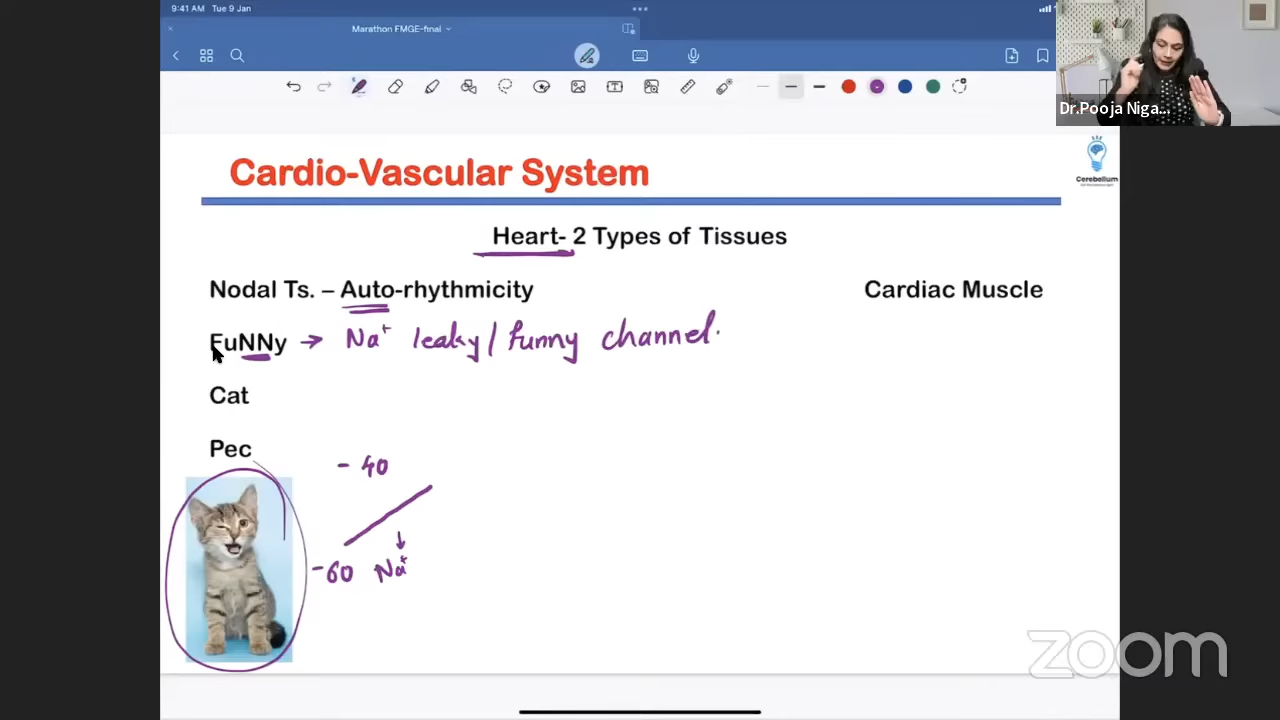 9:41 AM Tue 9 Jan
Marathon FMGE-final
Dr.Pooja Niga...
Cerebellum
Cardio-Vascular System
Heart- 2 Types of Tissues
Nodal Ts. – Auto-rhythmicity
Cardiac Muscle
FuNNy → Na+ leaky / funny channel.
Cat
Pec
- 40
-60 Na+
zoom